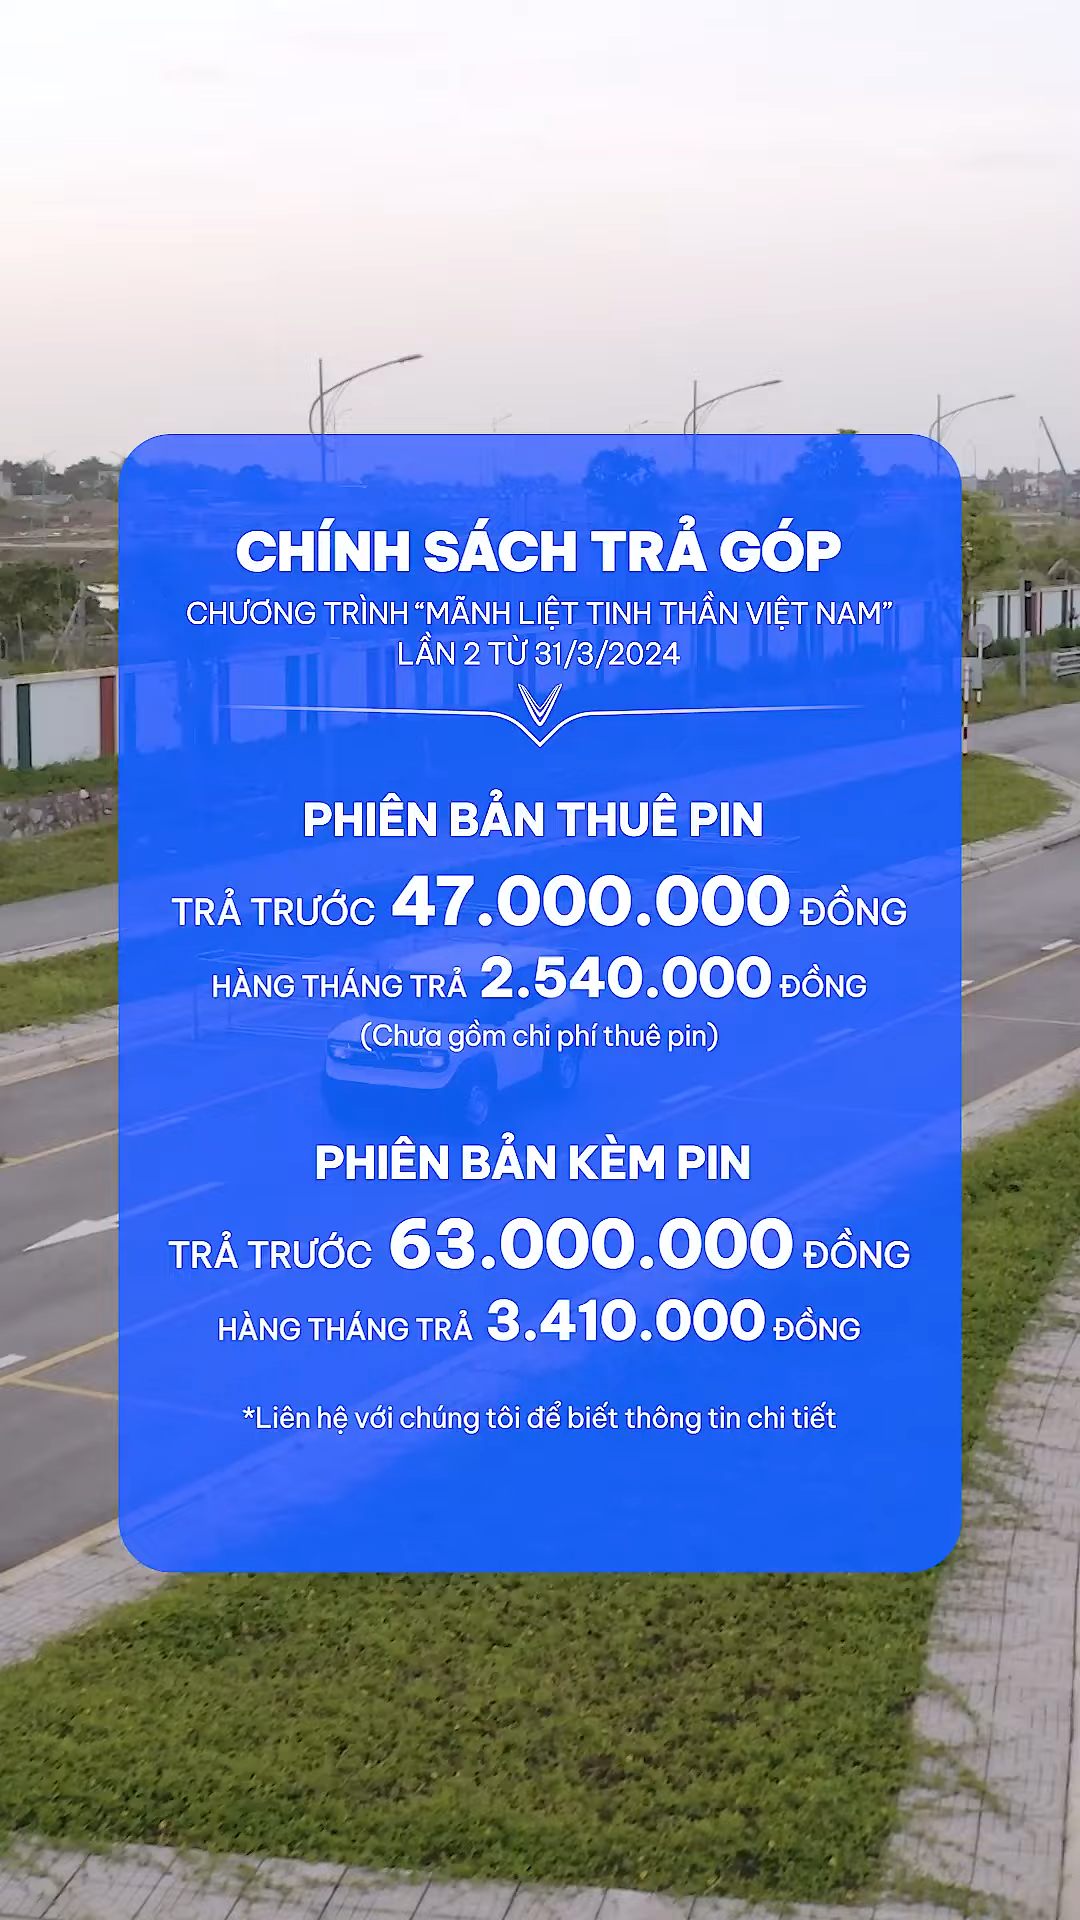 CHÍNH SÁCH TRẢ GÓP
CHƯƠNG TRÌNH “MÃNH LIỆT TINH THẦN VIỆT NAM”
LẦN 2 TỪ 31/3/2024
PHIÊN BẢN THUÊ PIN
TRẢ TRƯỚC 47.000.000 ĐỒNG
HÀNG THÁNG TRẢ 2.540.000 ĐỒNG
(Chưa gồm chi phí thuê pin)
PHIÊN BẢN KÈM PIN
TRẢ TRƯỚC 63.000.000 ĐỒNG
HÀNG THÁNG TRẢ 3.410.000 ĐỒNG
*Liên hệ với chúng tôi để biết thông tin chi tiết